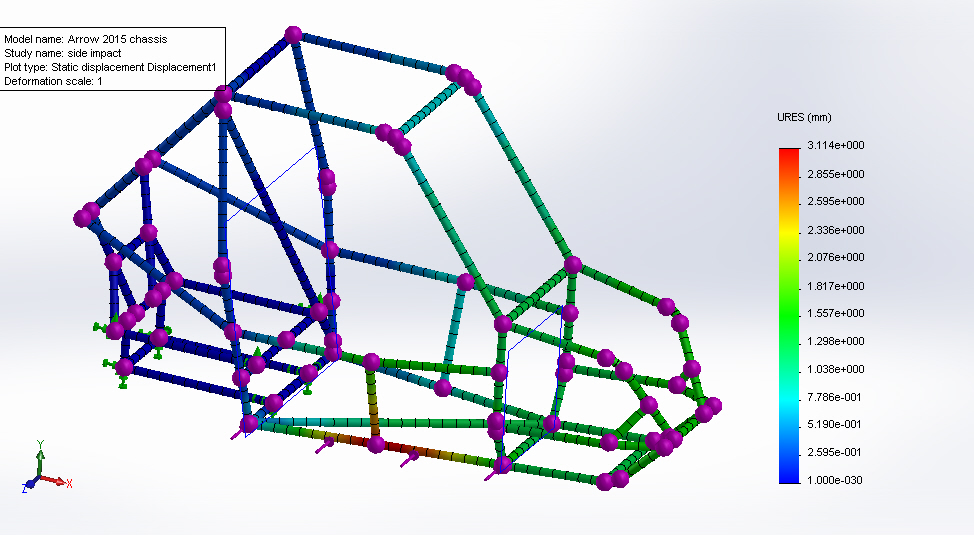 Model name: Arrow 2015 chassis
Study name: side impact
Plot type: Static displacement Displacement1
Deformation scale: 1
URES (mm)
3.114e+000
2.855e+000
2.595e+000
2.336e+000
2.076e+000
1.817e+000
1.557e+000
1.298e+000
1.038e+000
7.786e-001
5.190e-001
2.595e-001
1.000e-030
Y
X
Z